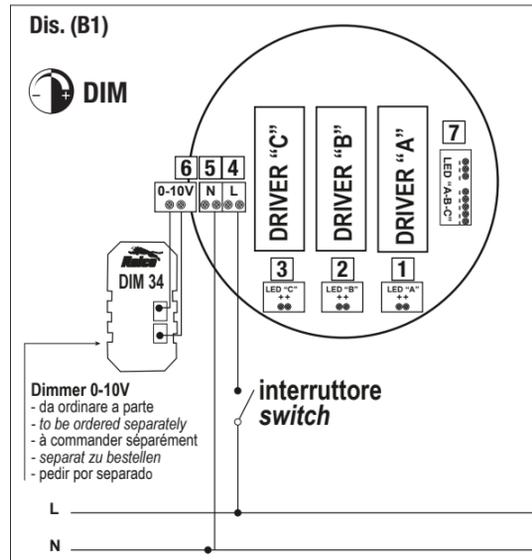 Dis. (B1)
- + DIM
6 5 4
0-10V N L
DRIVER "C"
DRIVER "B"
DRIVER "A"
7
LED "A-B-C"
3 2 1
LED "C"
+ +
LED "B"
+ +
LED "A"
+ +
Relco
DIM 34
Dimmer 0-10V
- da ordinare a parte
- to be ordered separately
- à commander séparément
- separat zu bestellen
- pedir por separado
interruttore
switch
L
N